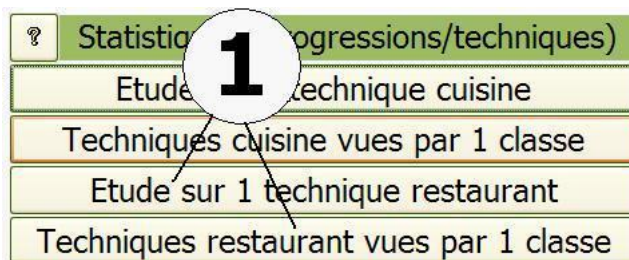 ? Statistiq ogressions/techniques)
1
Etude technique cuisine
Techniques cuisine vues par 1 classe
Etude sur 1 technique restaurant
Techniques restaurant vues par 1 classe